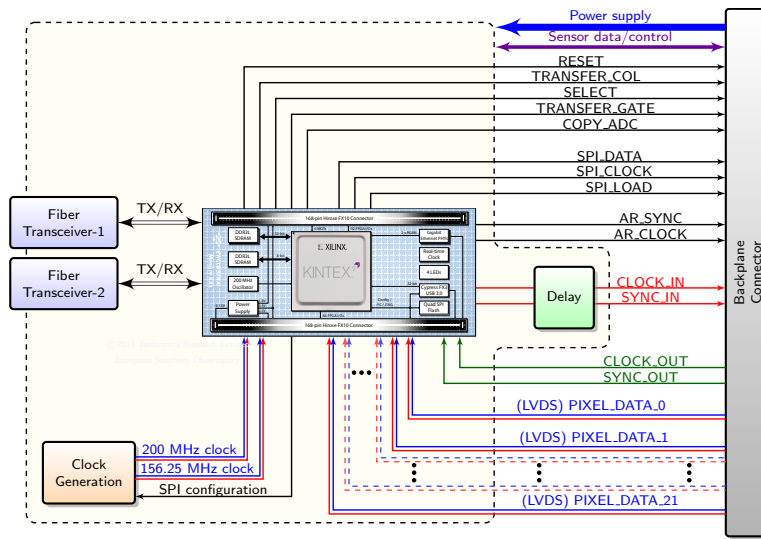 Power supply
Sensor data/control
RESET
TRANSFER_COL
SELECT
TRANSFER_GATE
COPY_ADC
SPI_DATA
SPI_CLOCK
SPI_LOAD
AR_SYNC
AR_CLOCK
Backplane
Connector
Fiber
Transceiver-1
TX/RX
Fiber
Transceiver-2
TX/RX
168-pin Hirose FX10 Connector
DDR3L
SDRAM
DDR3L
SDRAM
200 MHz
Oscillator
Power
Supply
XILINX
KINTEX
Gigabit
Ethernet PHYs
Real-time
Clock
4 LEDs
Cypress FX3
USB 3.0
Quad SPI
Flash
168-pin Hirose FX10 Connector
Delay
CLOCK_IN
SYNC_IN
CLOCK_OUT
SYNC_OUT
(LVDS) PIXEL_DATA_0
(LVDS) PIXEL_DATA_1
(LVDS) PIXEL_DATA_21
Clock
Generation
200 MHz clock
156.25 MHz clock
SPI configuration